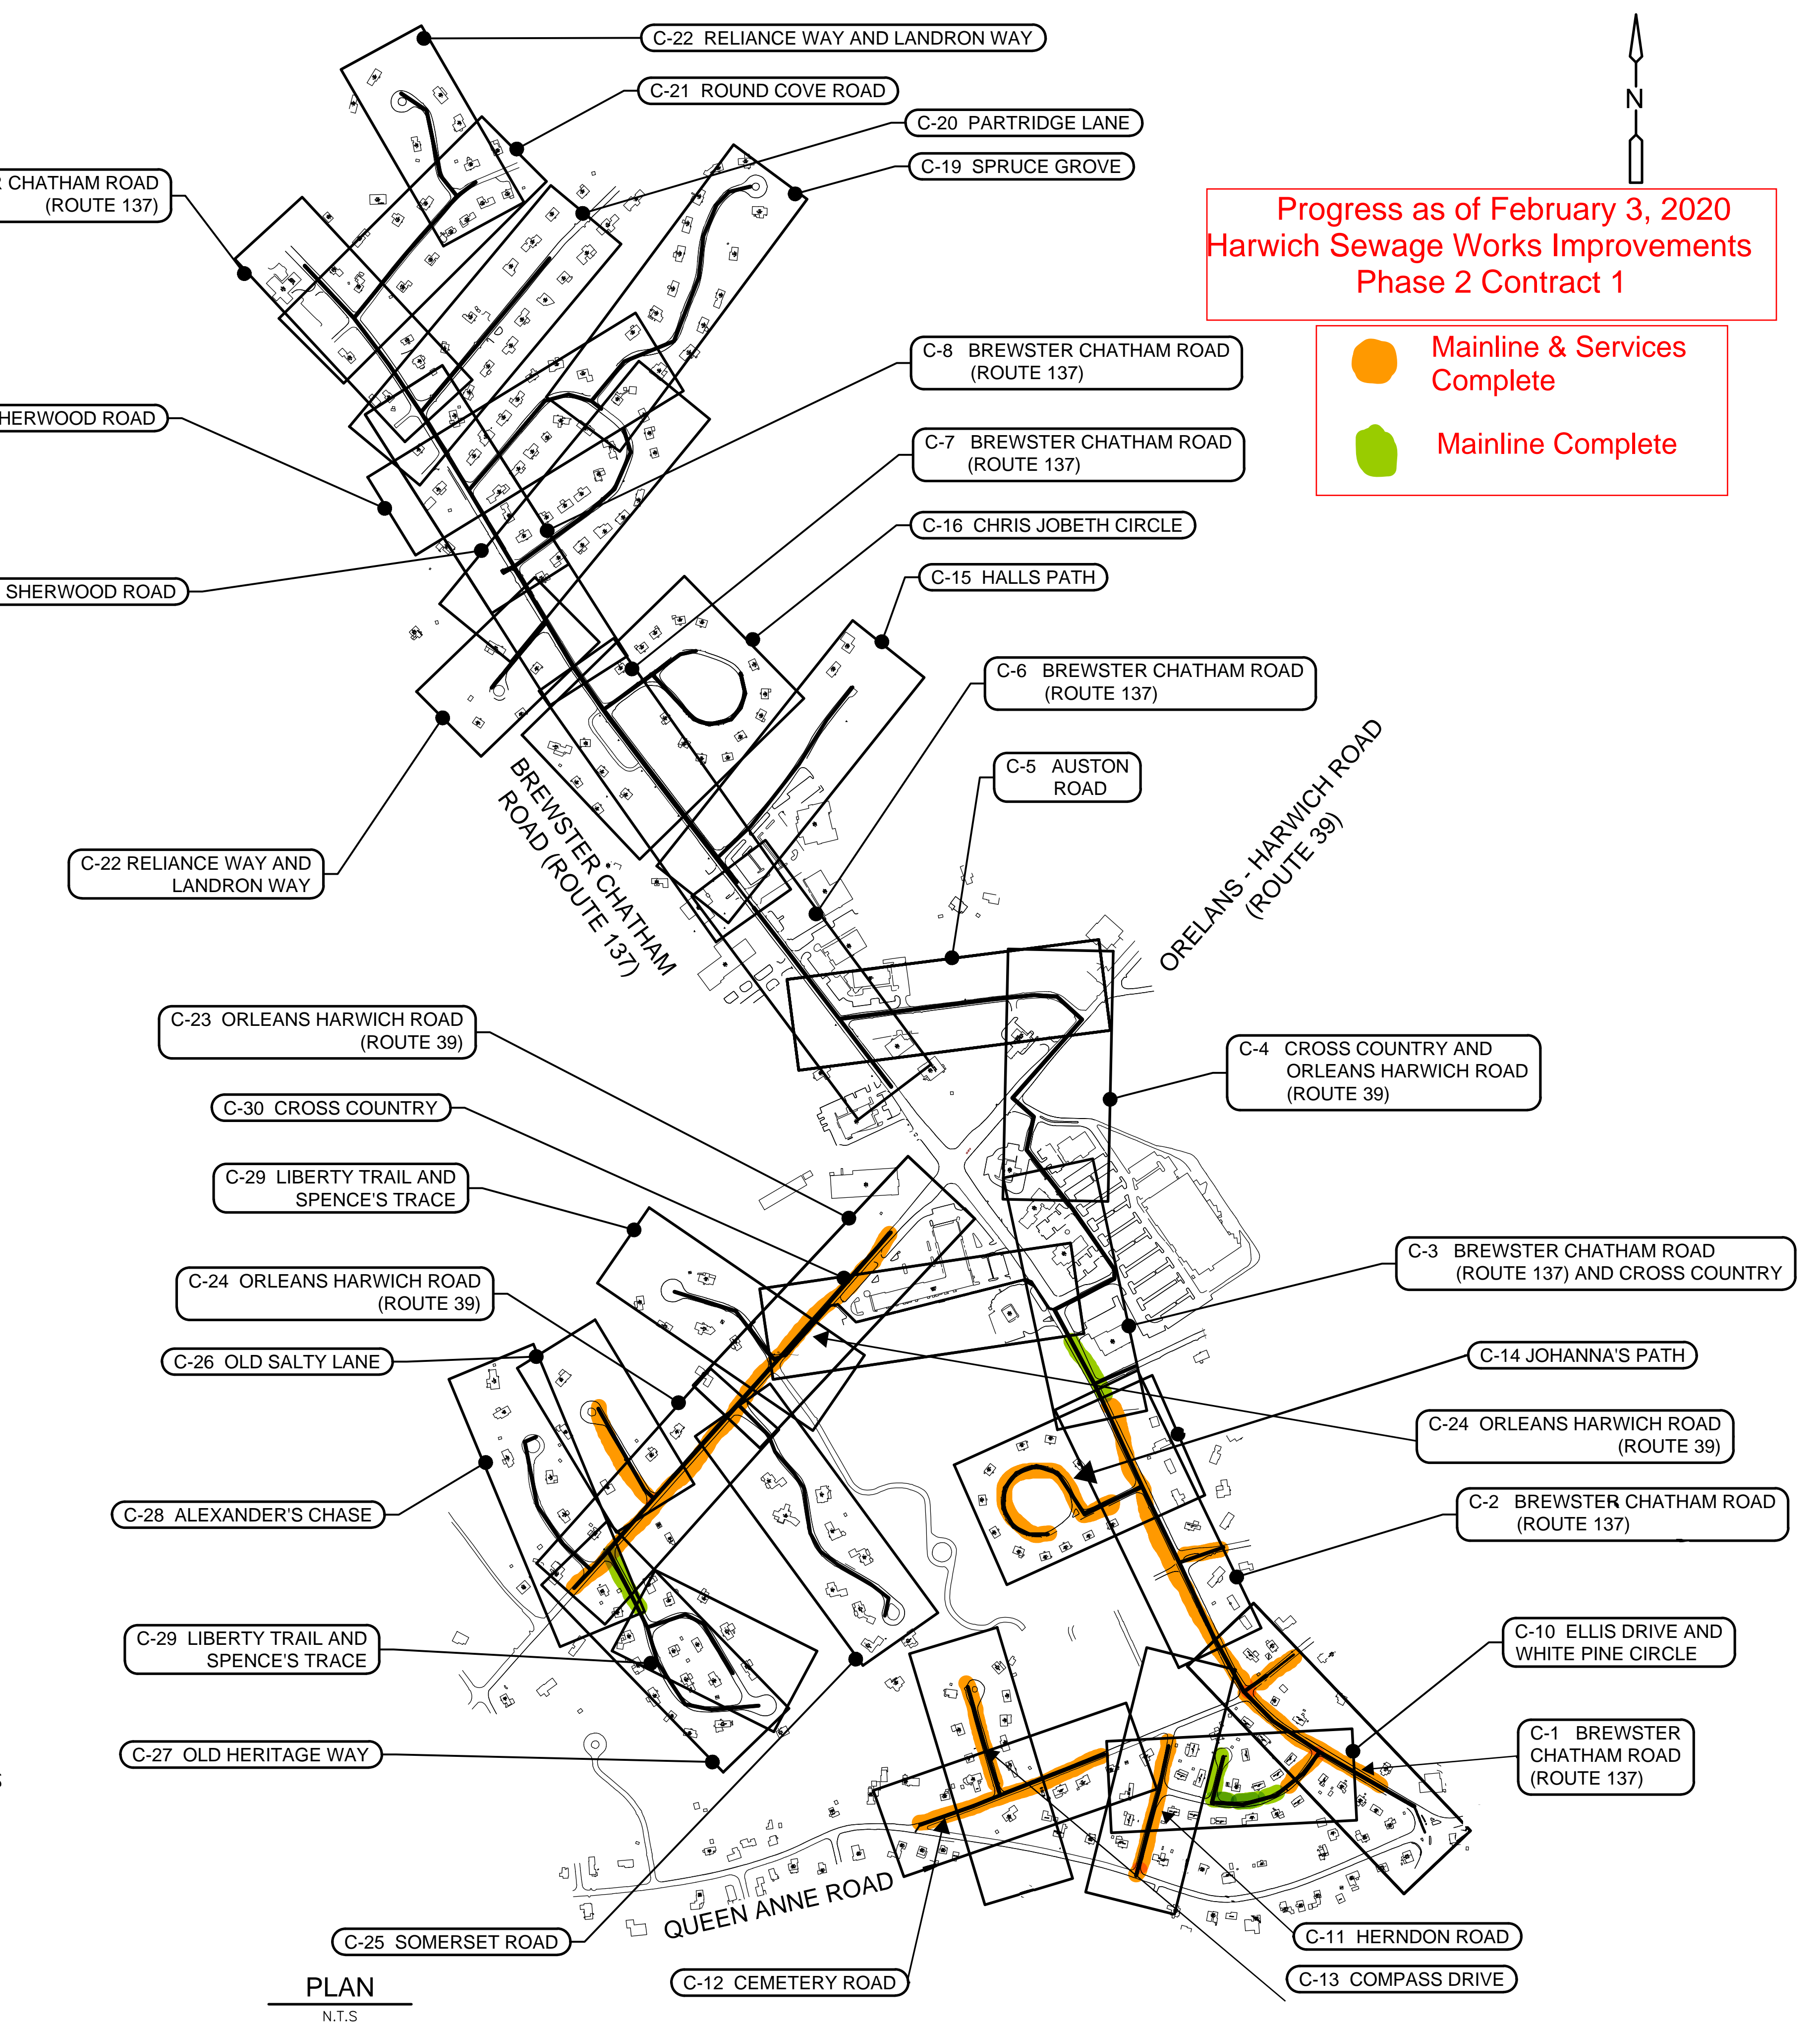 C-22 RELIANCE WAY AND LANDRON WAY
C-21 ROUND COVE ROAD
C-20 PARTRIDGE LANE
C-19 SPRUCE GROVE
N
CHATHAM ROAD
(ROUTE 137)
Progress as of February 3, 2020
Harwich Sewage Works Improvements
Phase 2 Contract 1
Mainline & Services
Complete
Mainline Complete
C-8 BREWSTER CHATHAM ROAD
(ROUTE 137)
HERWOOD ROAD
C-7 BREWSTER CHATHAM ROAD
(ROUTE 137)
C-16 CHRIS JOBETH CIRCLE
C-15 HALLS PATH
SHERWOOD ROAD
C-6 BREWSTER CHATHAM ROAD
(ROUTE 137)
C-5 AUSTON
ROAD
BREWSTER CHATHAM
ROAD (ROUTE 137)
ORELANS - HARWICH ROAD
(ROUTE 39)
C-22 RELIANCE WAY AND
LANDRON WAY
C-23 ORLEANS HARWICH ROAD
(ROUTE 39)
C-4 CROSS COUNTRY AND
ORLEANS HARWICH ROAD
(ROUTE 39)
C-30 CROSS COUNTRY
C-29 LIBERTY TRAIL AND
SPENCE'S TRACE
C-3 BREWSTER CHATHAM ROAD
(ROUTE 137) AND CROSS COUNTRY
C-24 ORLEANS HARWICH ROAD
(ROUTE 39)
C-26 OLD SALTY LANE
C-14 JOHANNA'S PATH
C-24 ORLEANS HARWICH ROAD
(ROUTE 39)
C-28 ALEXANDER'S CHASE
C-2 BREWSTER CHATHAM ROAD
(ROUTE 137)
C-29 LIBERTY TRAIL AND
SPENCE'S TRACE
C-10 ELLIS DRIVE AND
WHITE PINE CIRCLE
C-27 OLD HERITAGE WAY
C-1 BREWSTER
CHATHAM ROAD
(ROUTE 137)
QUEEN ANNE ROAD
C-25 SOMERSET ROAD
C-11 HERNDON ROAD
C-12 CEMETERY ROAD
C-13 COMPASS DRIVE
PLAN
N.T.S